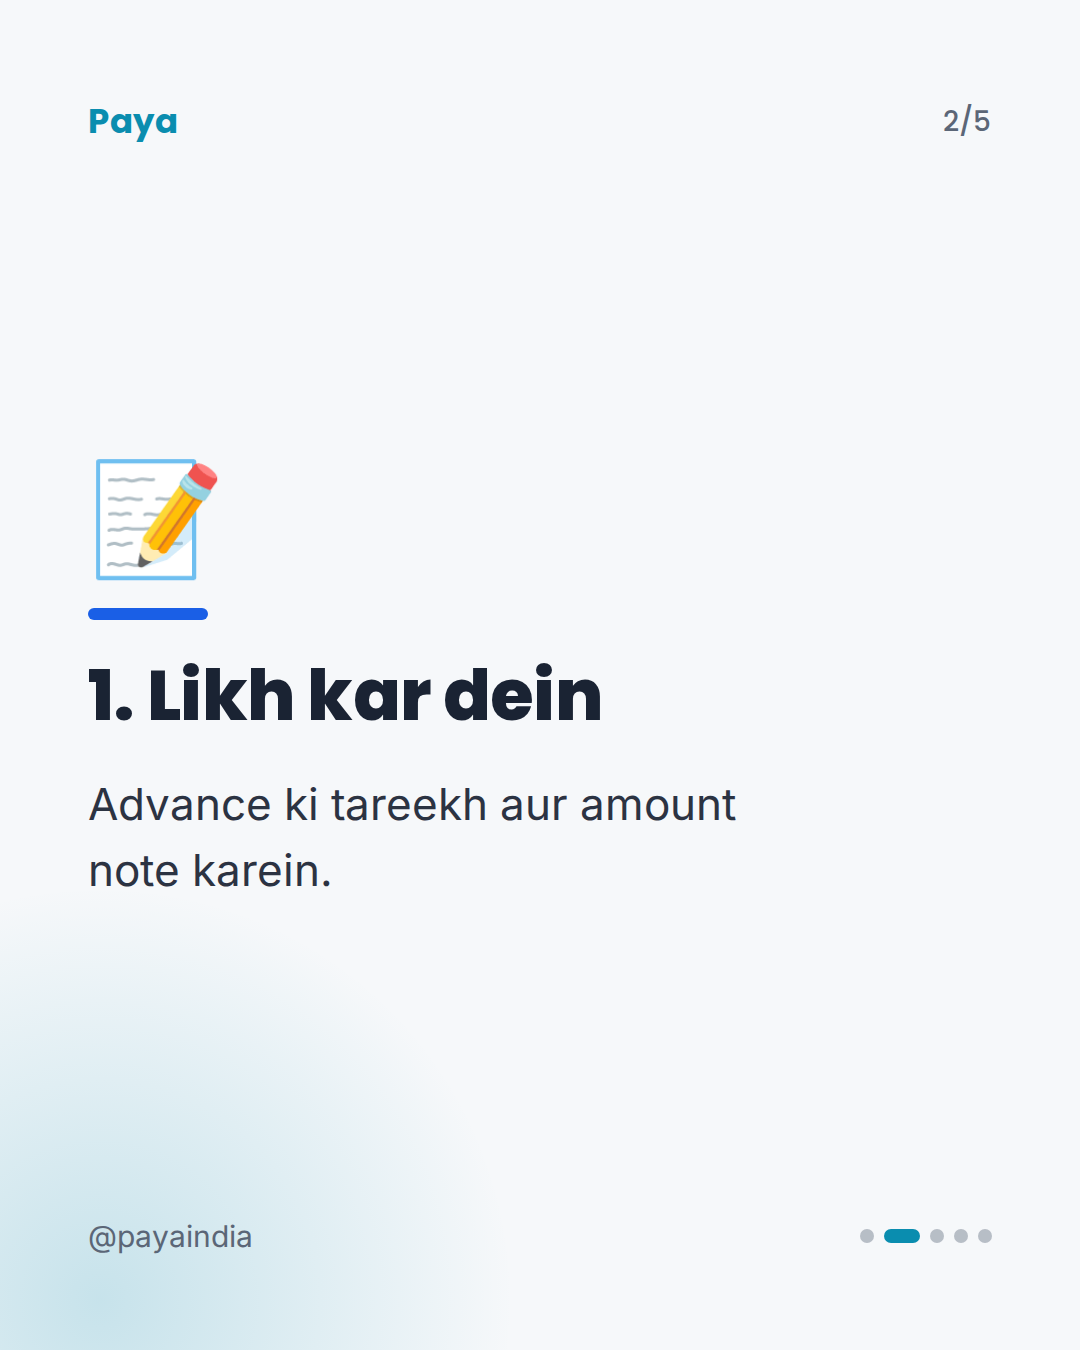 Paya
2/5
1. Likh kar dein
Advance ki tareekh aur amount
note karein.
@payaindia